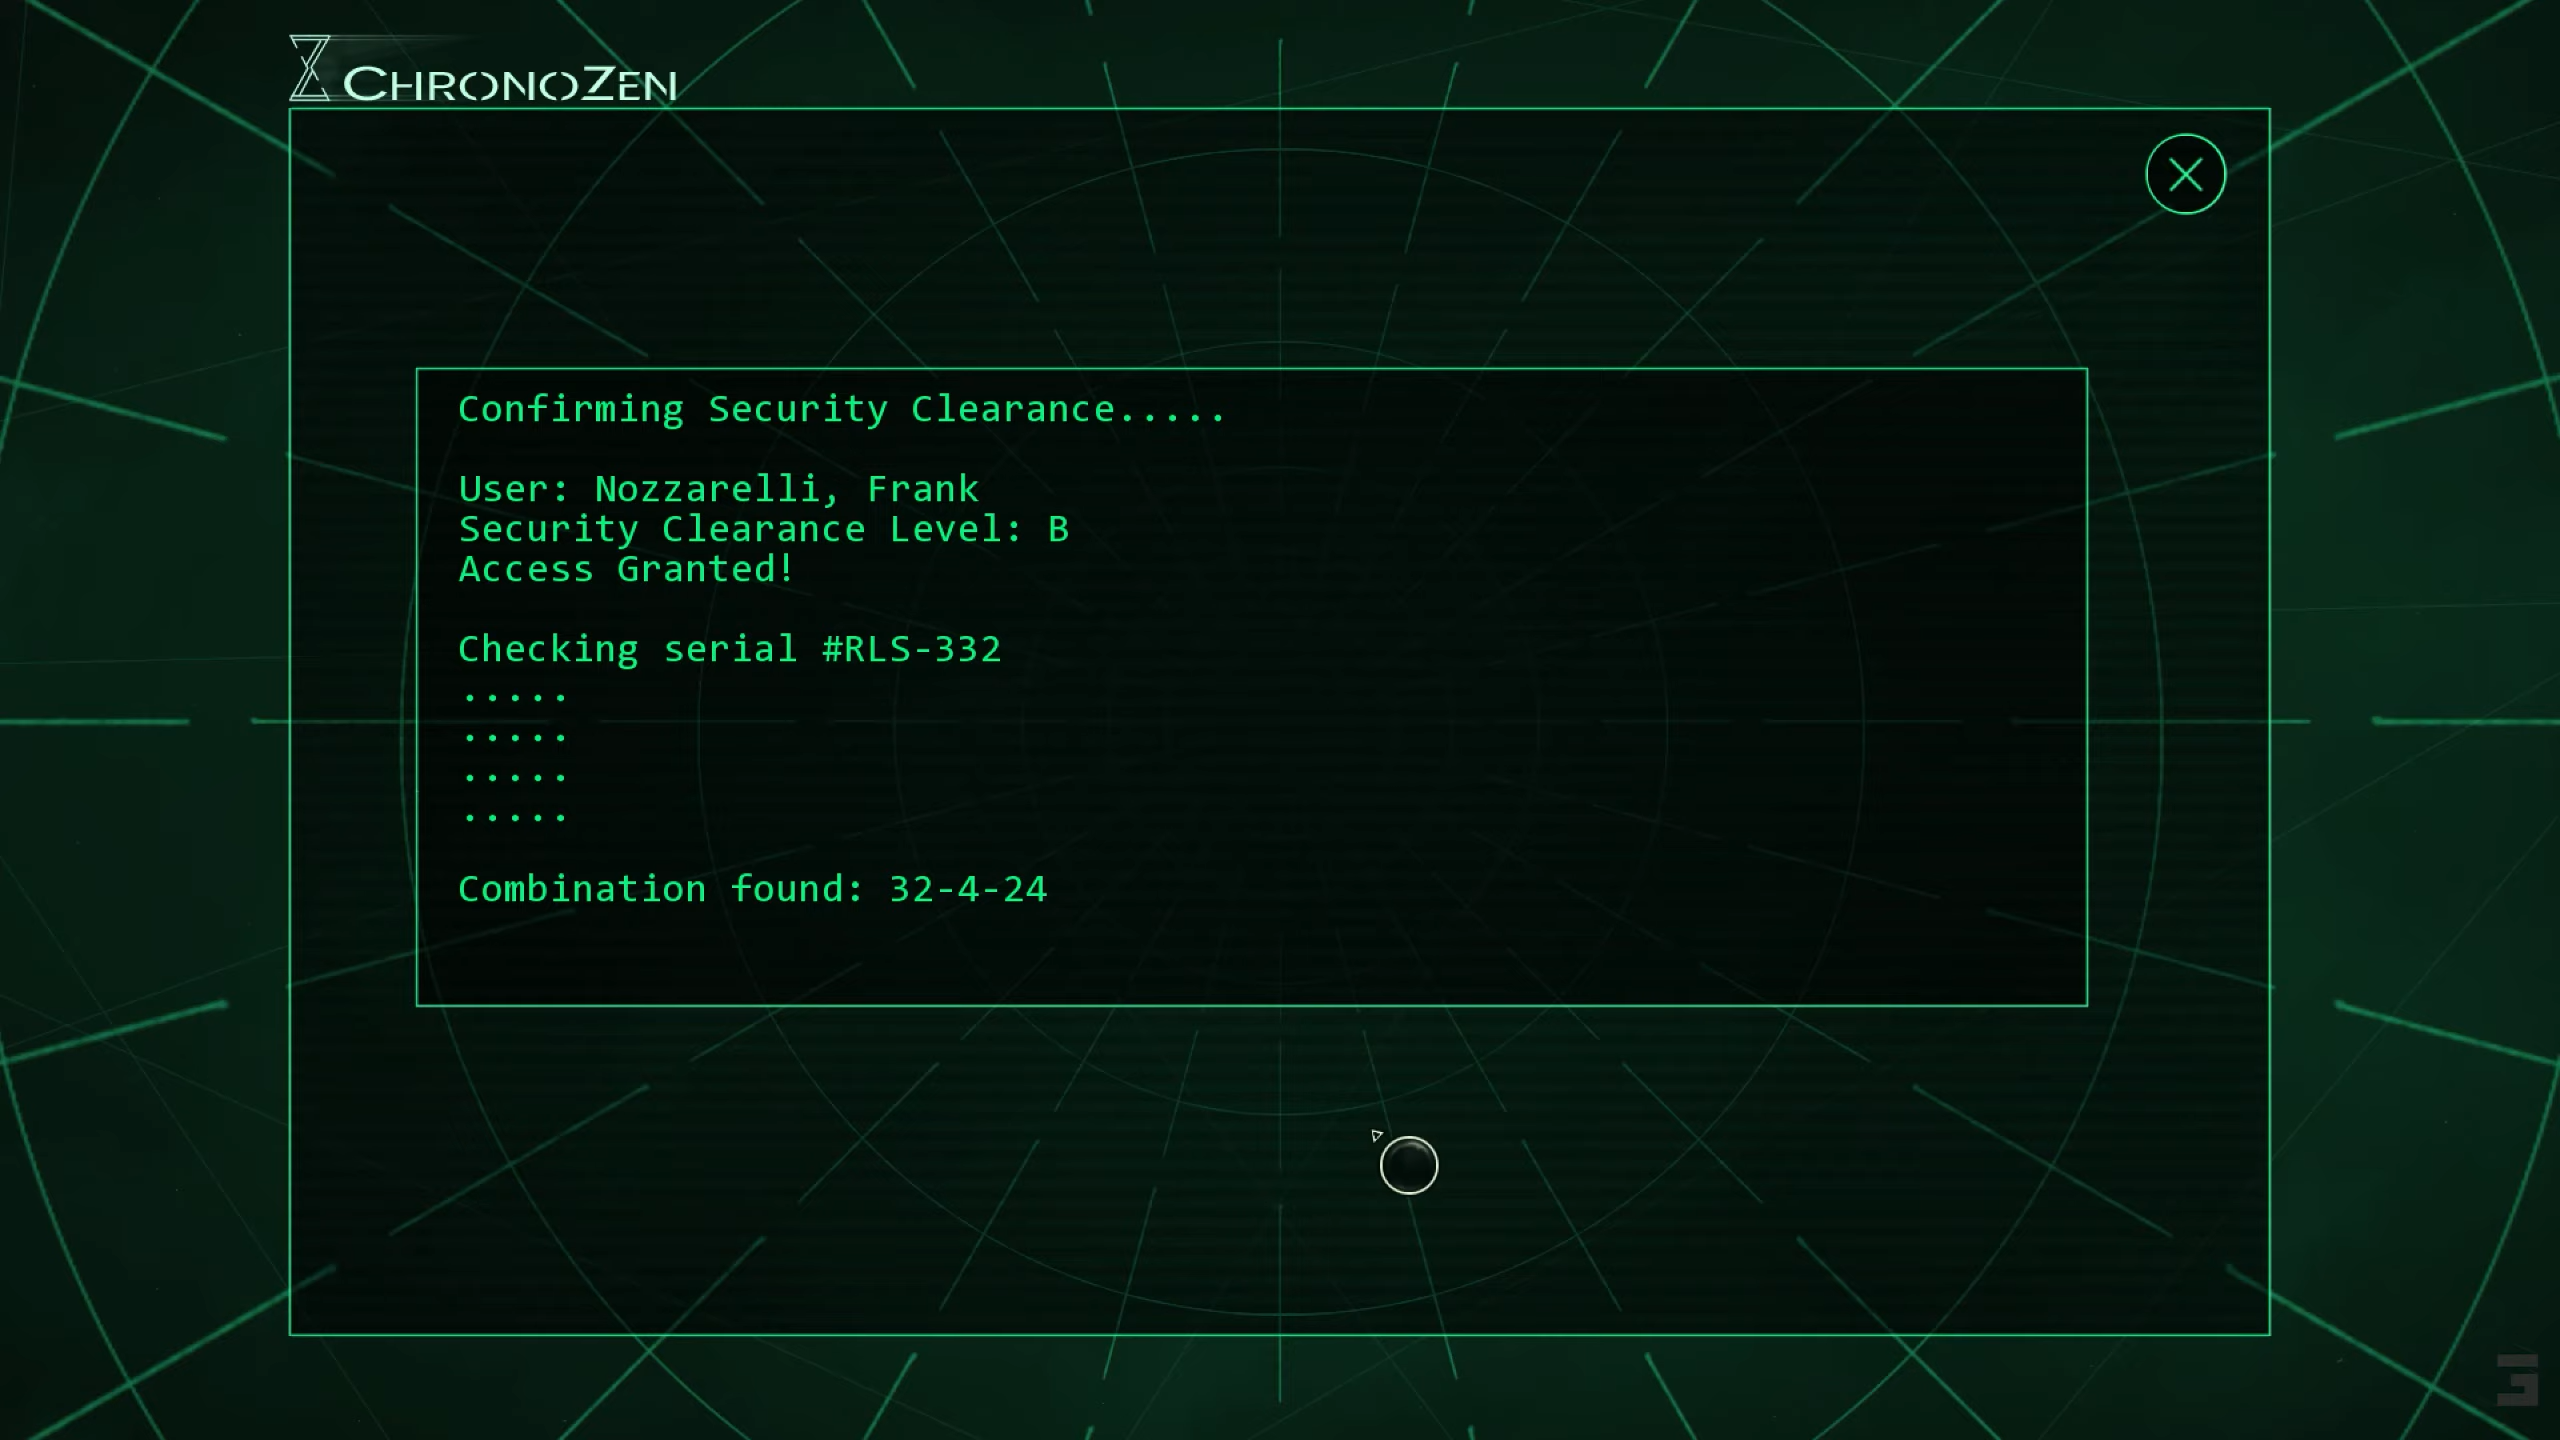 ChronoZen
Confirming Security Clearance.....
User: Nozzarelli, Frank
Security Clearance Level: B
Access Granted!
Checking serial #RLS-332
.....
.....
.....
.....
Combination found: 32-4-24